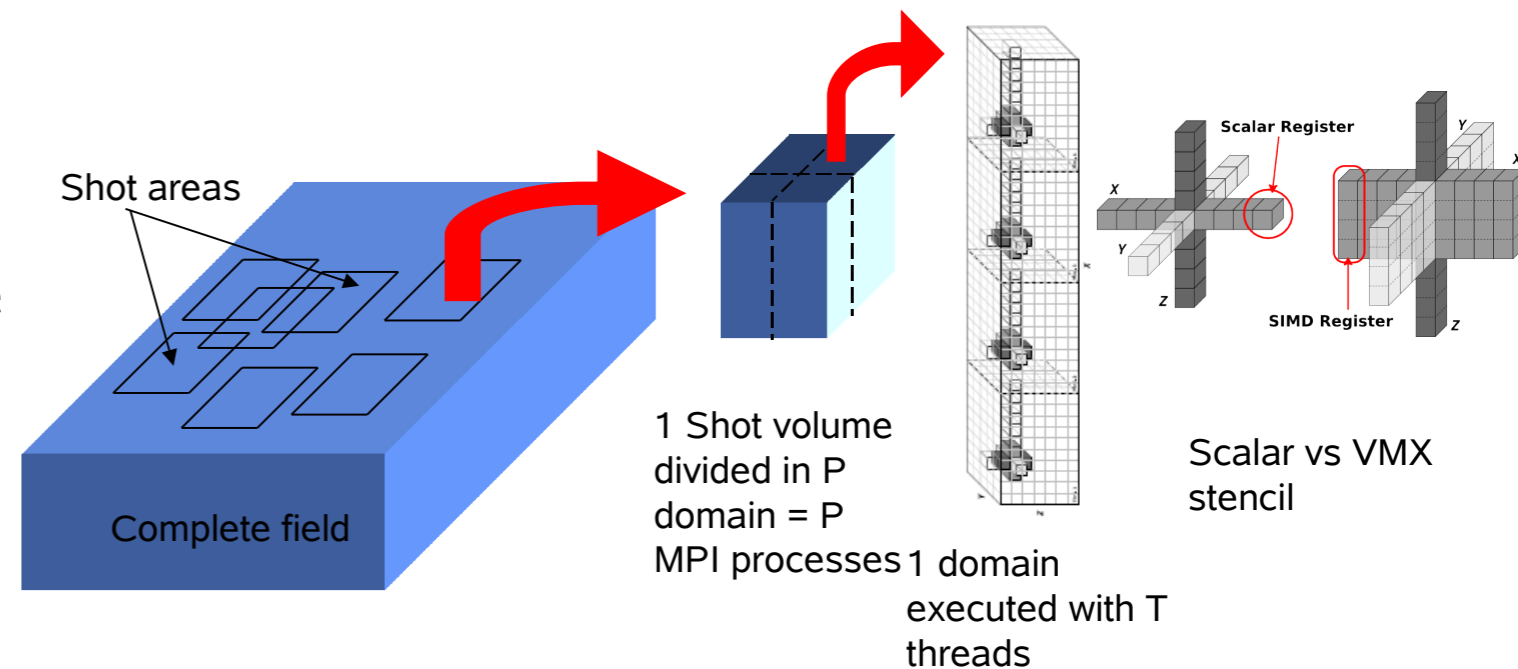 Shot areas
Complete field
1 Shot volume
divided in P
domain = P
MPI processes
1 domain
executed with T
threads
Scalar Register
X
Y
Z
SIMD Register
Y
X
Z
Scalar vs VMX
stencil